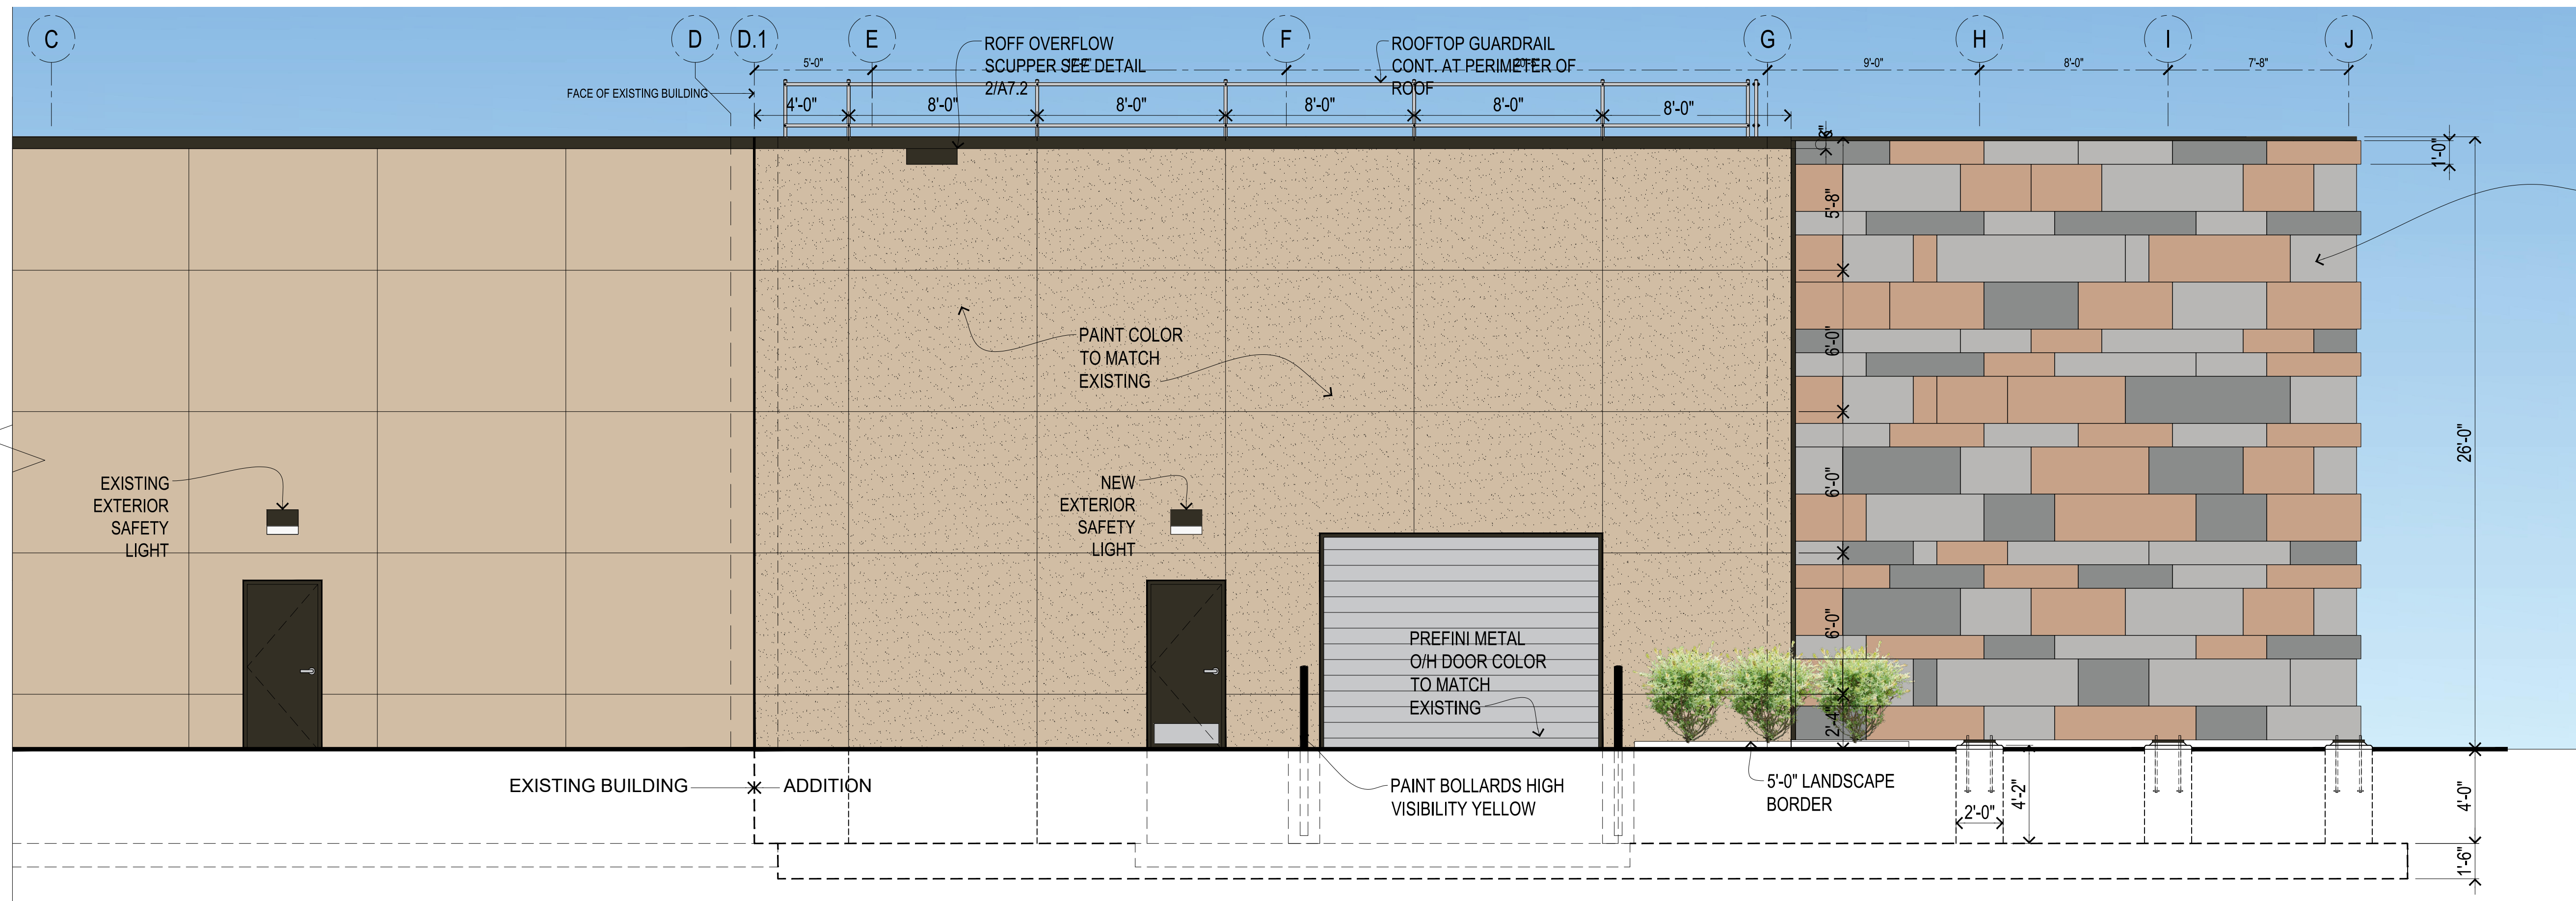 C
D
D.1
E
F
G
H
I
J
ROFF OVERFLOW
SCUPPER SEE DETAIL
2/A7.2
ROOFTOP GUARDRAIL
CONT. AT PERIMETER OF
ROOF
5'-0"
9'-0"
8'-0"
7'-8"
FACE OF EXISTING BUILDING
4'-0"
8'-0"
8'-0"
8'-0"
8'-0"
8'-0"
1'-0"
5'-8"
6'-0"
6'-0"
6'-0"
2'-4"
26'-0"
PAINT COLOR
TO MATCH
EXISTING
EXISTING
EXTERIOR
SAFETY
LIGHT
NEW
EXTERIOR
SAFETY
LIGHT
PREFINI METAL
O/H DOOR COLOR
TO MATCH
EXISTING
EXISTING BUILDING
ADDITION
PAINT BOLLARDS HIGH
VISIBILITY YELLOW
5'-0" LANDSCAPE
BORDER
2'-0"
4'-2"
4'-0"
1'-6"